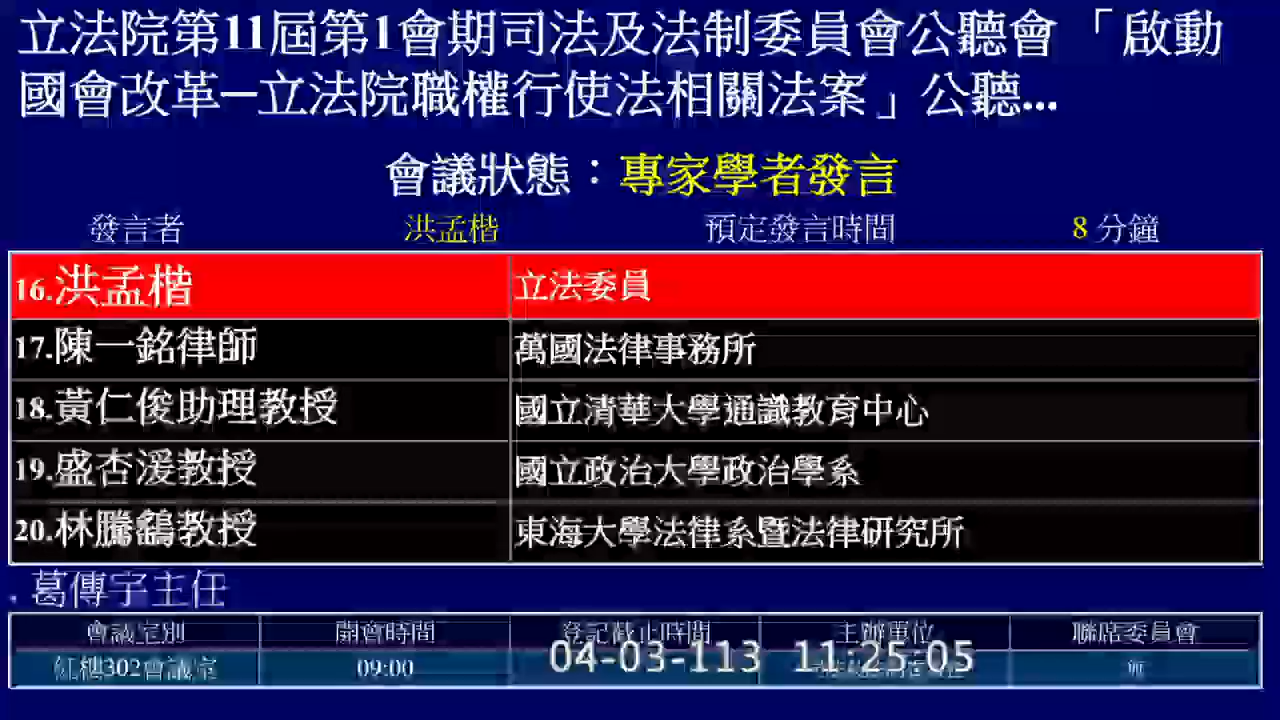 立法院第11屆第1會期司法及法制委員會公聽會「啟動
國會改革─立法院職權行使法相關法案」公聽...
會議狀態：專家學者發言
發言者 洪孟楷 預定發言時間 8 分鐘
16.洪孟楷 立法委員
17.陳一銘律師 萬國法律事務所
18.黃仁俊助理教授 國立清華大學通識教育中心
19.盛杏湲教授 國立政治大學政治學系
20.林騰鷂教授 東海大學法律系暨法律研究所
. 葛傳宇主任
會議室別 開會時間 登記截止時間 主辦單位 聯席委員會
紅樓302會議室 09:00 無
04-03-113 11:25:05